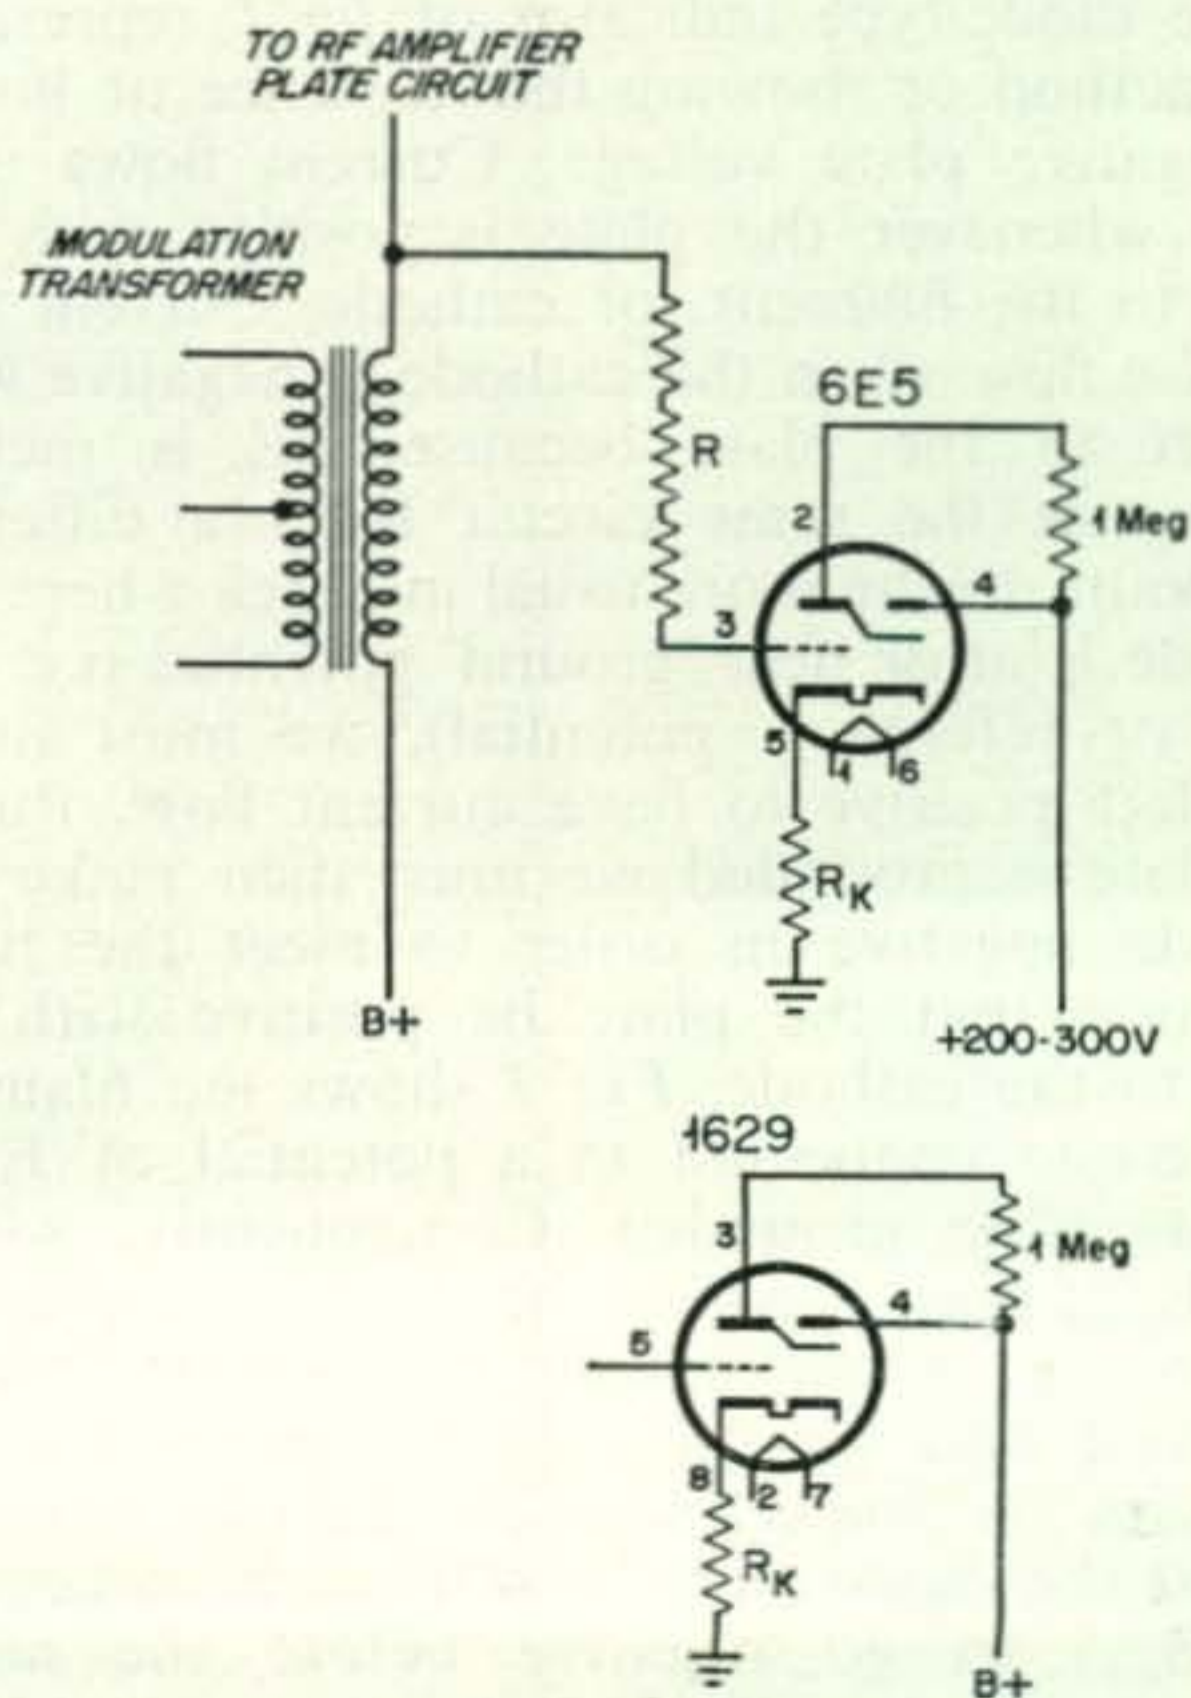 TO RF AMPLIFIER
PLATE CIRCUIT
MODULATION
TRANSFORMER
R
6E5
2
1 Meg
4
3
5
1
6
RK
B+
+200-300V
1629
3
1 Meg
4
5
8
2
7
RK
B+